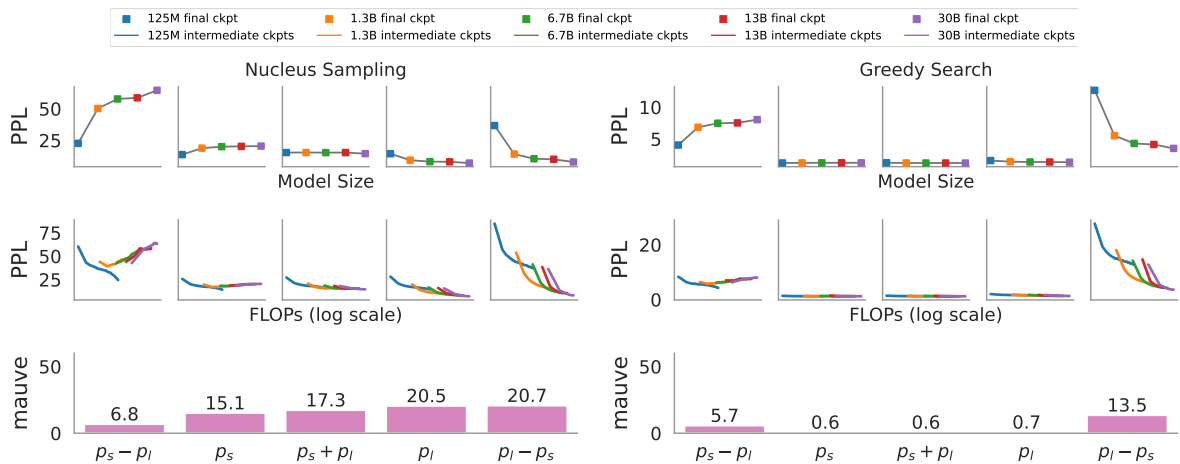 125M final ckpt 1.3B final ckpt 6.7B final ckpt 13B final ckpt 30B final ckpt
125M intermediate ckpts 1.3B intermediate ckpts 6.7B intermediate ckpts 13B intermediate ckpts 30B intermediate ckpts
Nucleus Sampling
PPL
50
25
Model Size
PPL
75
50
25
FLOPs (log scale)
mauve
50
0
6.8 15.1 17.3 20.5 20.7
p_s − p_l p_s p_s + p_l p_l p_l − p_s
Greedy Search
PPL
10
5
Model Size
PPL
20
0
FLOPs (log scale)
mauve
50
0
5.7 0.6 0.6 0.7 13.5
p_s − p_l p_s p_s + p_l p_l p_l − p_s